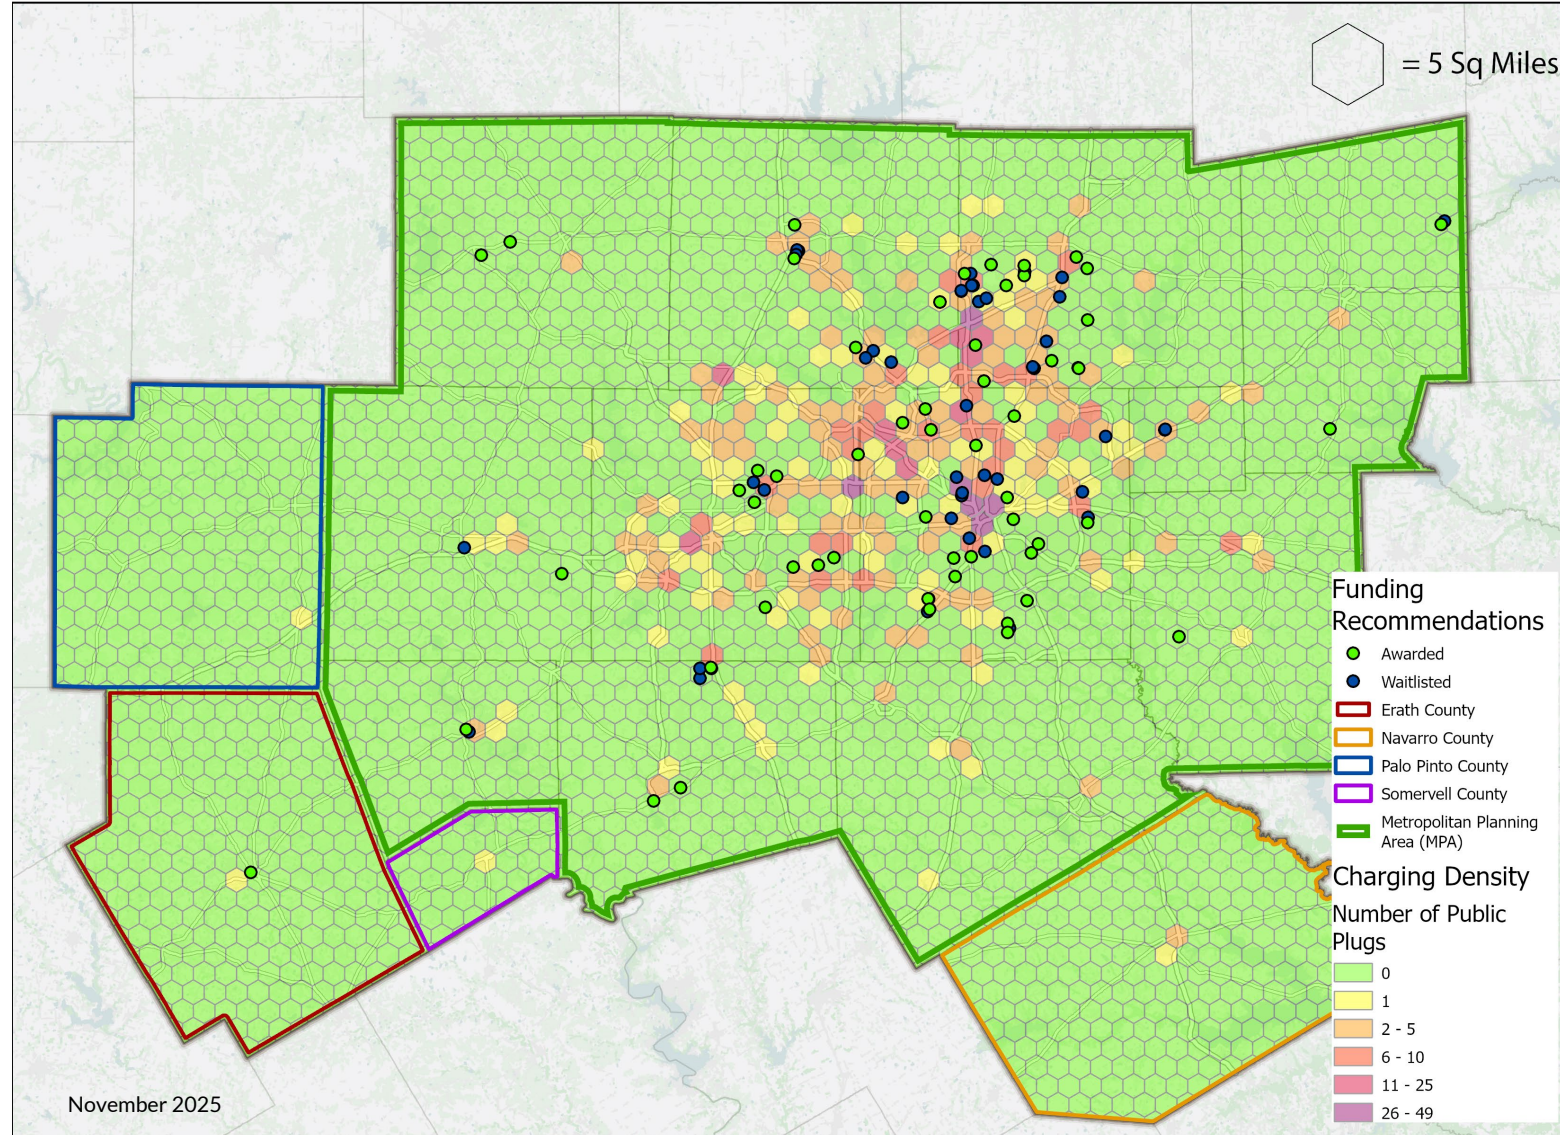 = 5 Sq Miles
Funding
Recommendations
Awarded
Waitlisted
Erath County
Navarro County
Palo Pinto County
Somervell County
Metropolitan Planning
Area (MPA)
Charging Density
Number of Public
Plugs
0
1
2 - 5
6 - 10
11 - 25
26 - 49
November 2025